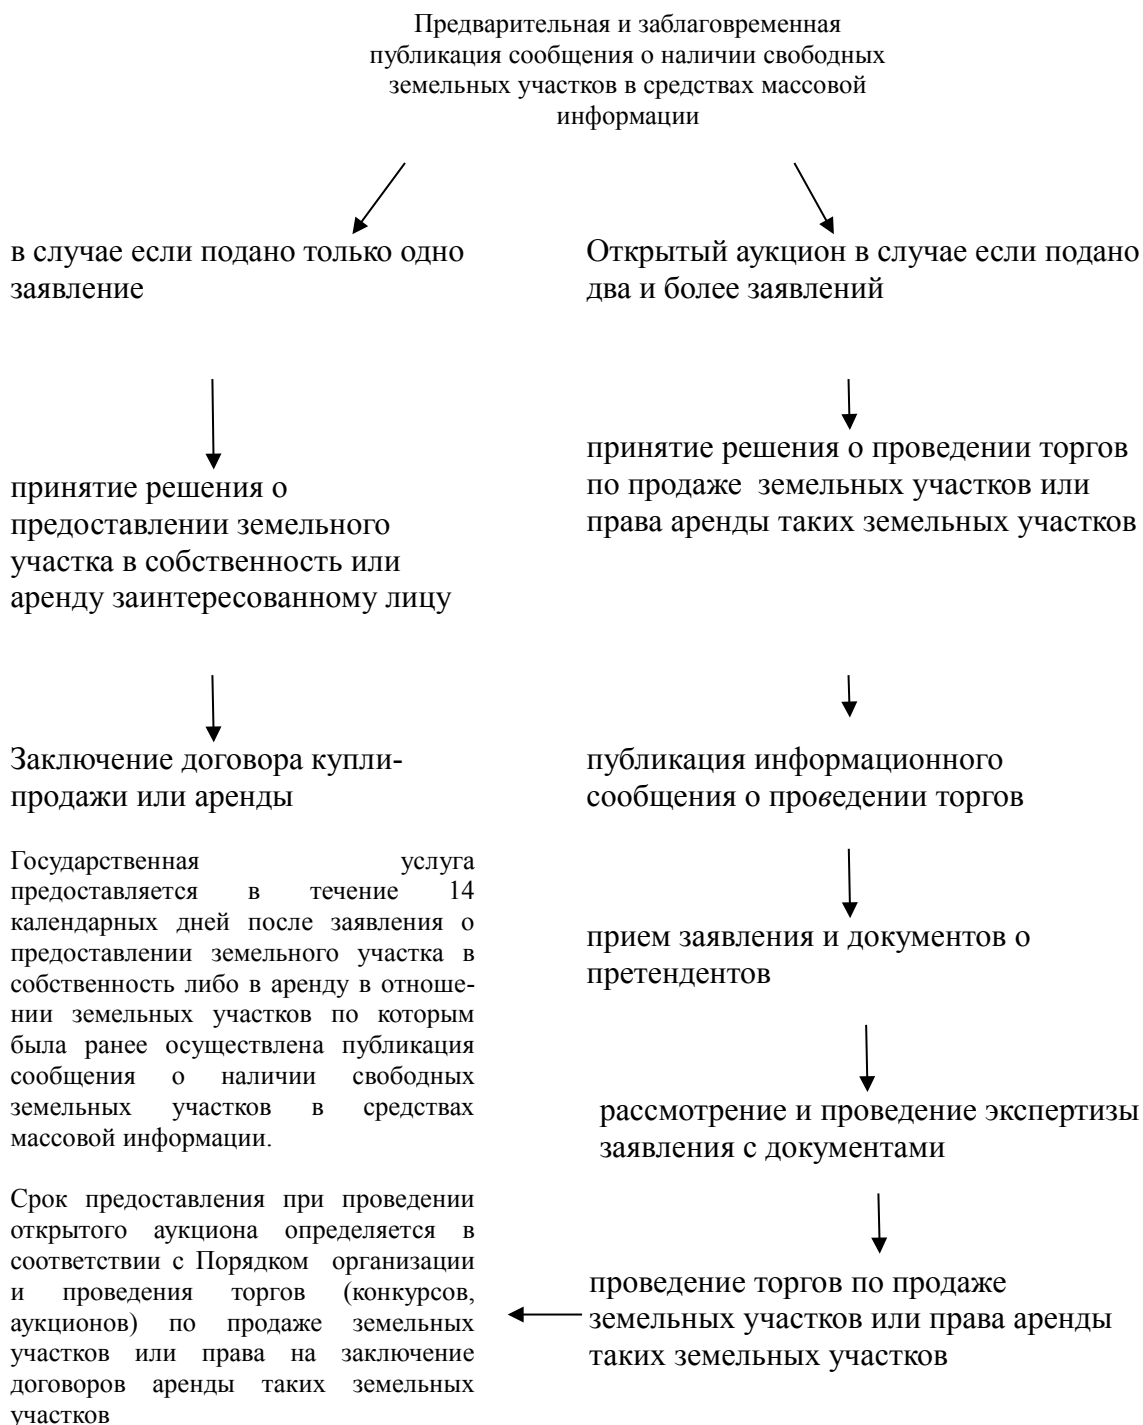 Предварительная и заблаговременная
публикация сообщения о наличии свободных
земельных участков в средствах массовой
информации
в случае если подано только одно
заявление
принятие решения о
предоставлении земельного
участка в собственность или
аренду заинтересованному лицу
Заключение договора купли-
продажи или аренды
Государственная услуга
предоставляется в течение 14
календарных дней после заявления о
предоставлении земельного участка в
собственность либо в аренду в отноше-
нии земельных участков по которым
была ранее осуществлена публикация
сообщения о наличии свободных
земельных участков в средствах
массовой информации.
Срок предоставления при проведении
открытого аукциона определяется в
соответствии с Порядком организации
и проведения торгов (конкурсов,
аукционов) по продаже земельных
участков или права на заключение
договоров аренды таких земельных
участков
Открытый аукцион в случае если подано
два и более заявлений
принятие решения о проведении торгов
по продаже земельных участков или
права аренды таких земельных участков
публикация информационного
сообщения о проведении торгов
прием заявления и документов о
претендентов
рассмотрение и проведение экспертизы
заявления с документами
проведение торгов по продаже
земельных участков или права аренды
таких земельных участков